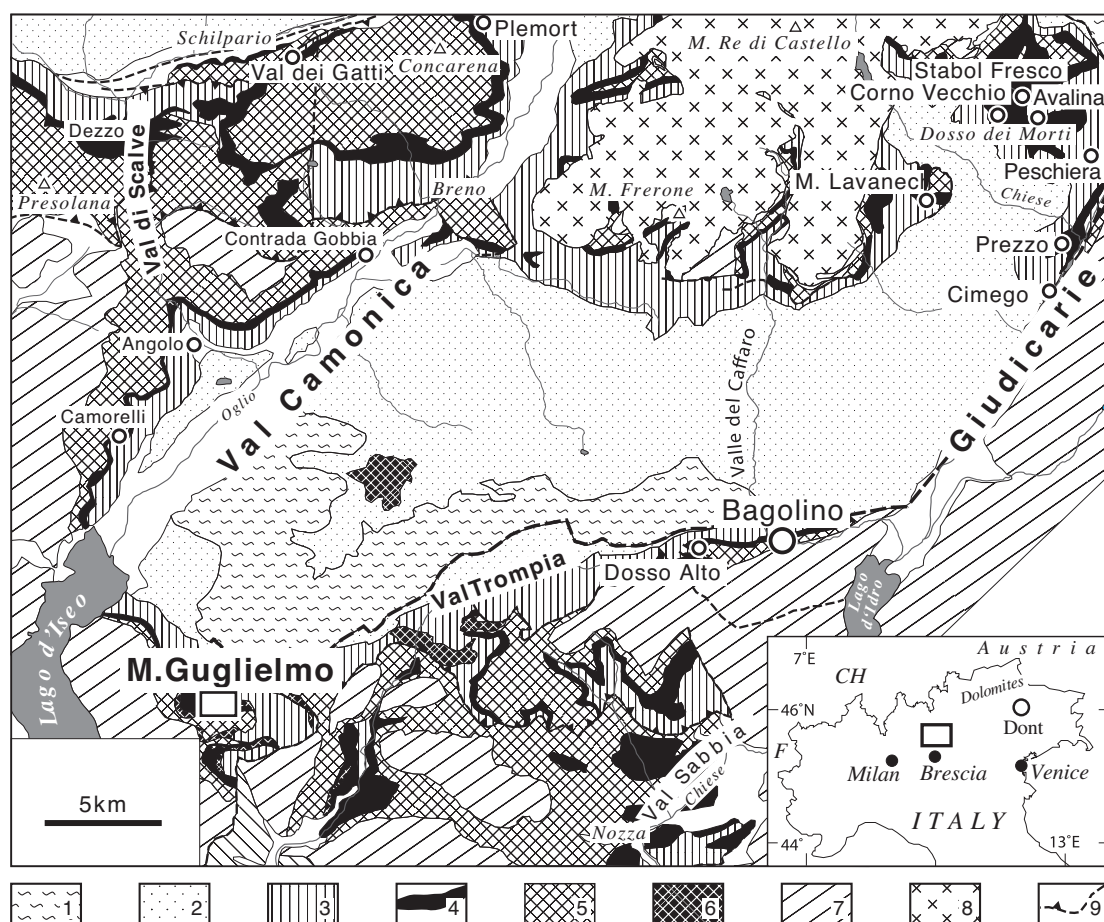 Schilpario
Plemort
Val dei Gatti
Concarena
M. Re di Castello
Stabol Fresco
Corno Vecchio
Avalina
Dosso dei Morti
Dezzo
Val di Scalve
Presolana
Breno
M. Frerone
M. Lavaneci
Peschiera
Chiese
Contrada Gobbia
Prezzo
Cimego
Angolo
Val Camonica
Oglio
Camorelli
Valle del Caffaro
Giudicarie
Bagolino
Dosso Alto
Val Trompia
Lago d'Iseo
Lago d'Idro
M.Guglielmo
Val Sabbia
Chiese
Nozza
5km
7°E
Austria
CH
Dolomites
46°N
Dont
F
Milan
Brescia
Venice
ITALY
44°
13°E
1 2 3 4 5 6 7 8 9